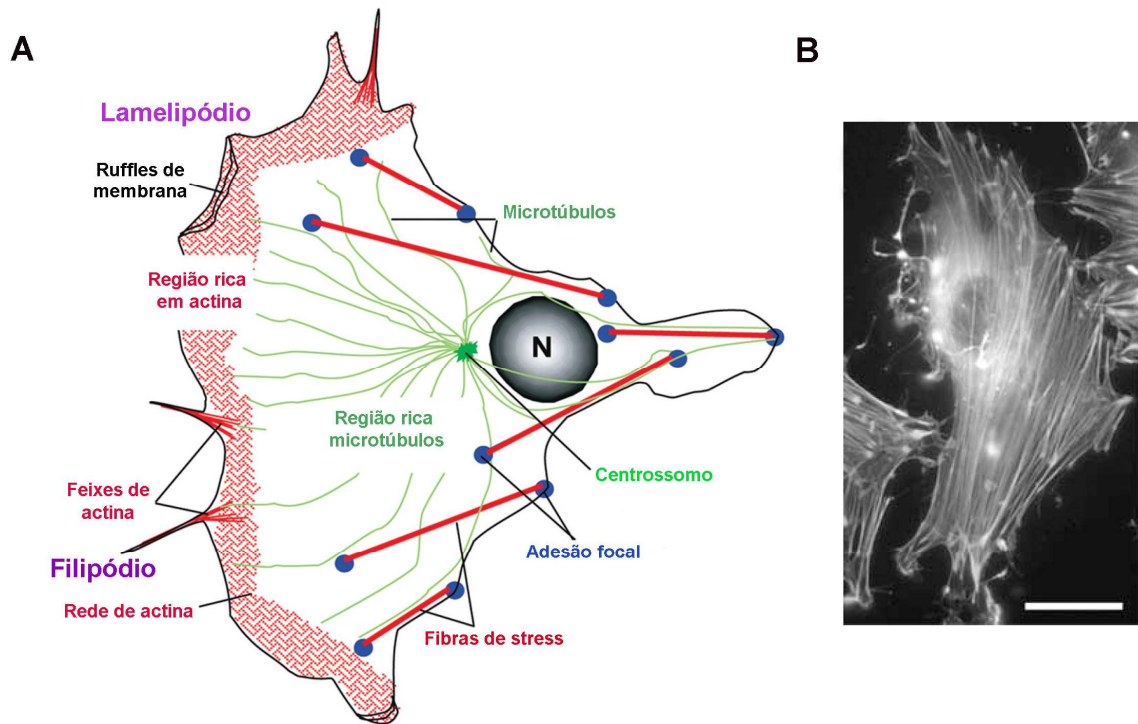 A
B
Lamelipódio
Ruffles de
membrana
Microtúbulos
Região rica
em actina
N
Região rica
microtúbulos
Centrossomo
Feixes de
actina
Adesão focal
Filipódio
Rede de actina
Fibras de stress